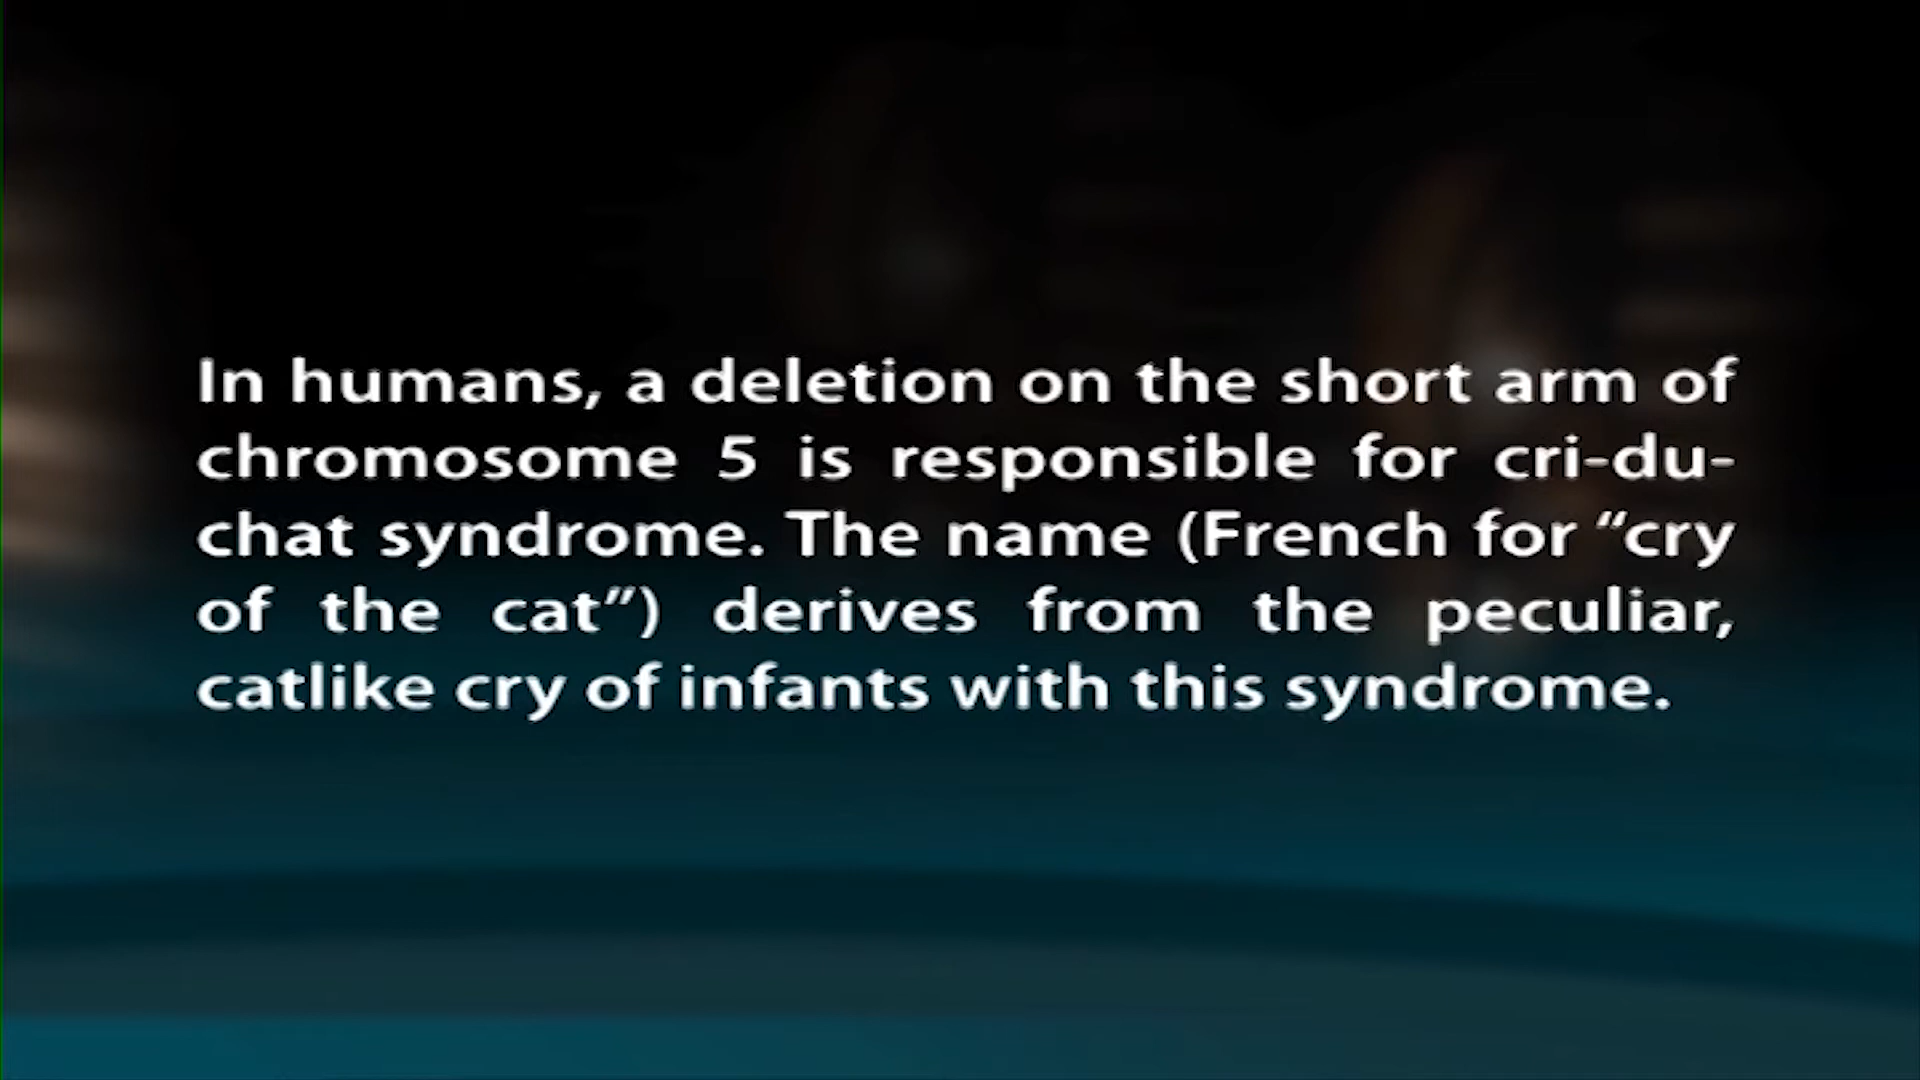 In humans, a deletion on the short arm of
chromosome 5 is responsible for cri-du-
chat syndrome. The name (French for “cry
of the cat”) derives from the peculiar,
catlike cry of infants with this syndrome.